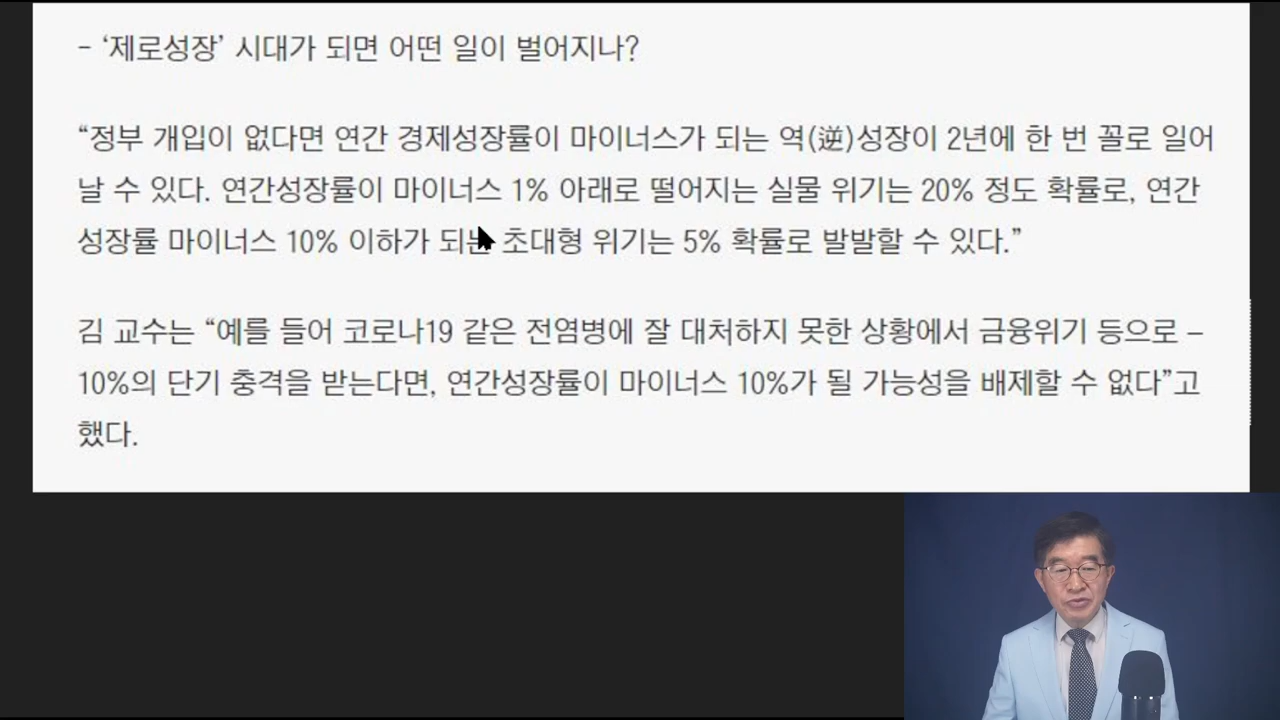 - ‘제로성장’ 시대가 되면 어떤 일이 벌어지나?
“정부 개입이 없다면 연간 경제성장률이 마이너스가 되는 역(逆)성장이 2년에 한 번 꼴로 일어
날 수 있다. 연간성장률이 마이너스 1% 아래로 떨어지는 실물 위기는 20% 정도 확률로, 연간
성장률 마이너스 10% 이하가 되는 초대형 위기는 5% 확률로 발발할 수 있다.”
김 교수는 “예를 들어 코로나19 같은 전염병에 잘 대처하지 못한 상황에서 금융위기 등으로 –
10%의 단기 충격을 받는다면, 연간성장률이 마이너스 10%가 될 가능성을 배제할 수 없다”고
했다.